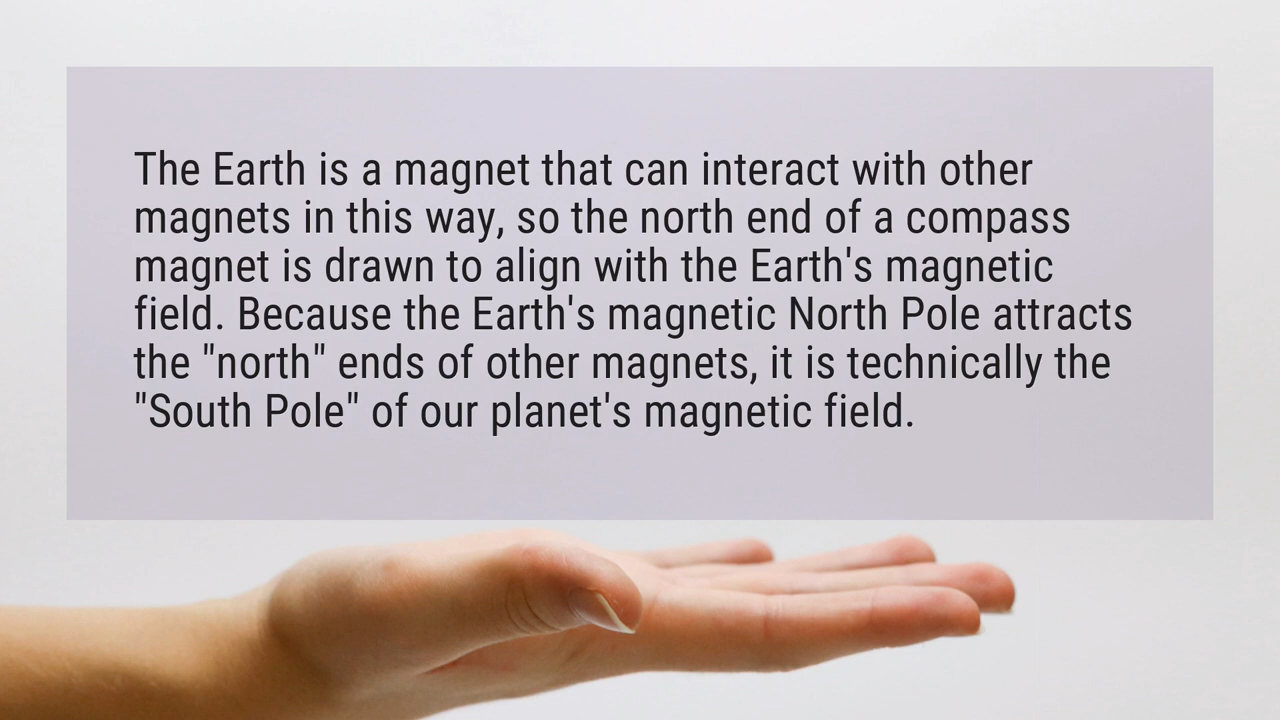 The Earth is a magnet that can interact with other
magnets in this way, so the north end of a compass
magnet is drawn to align with the Earth's magnetic
field. Because the Earth's magnetic North Pole attracts
the "north" ends of other magnets, it is technically the
"South Pole" of our planet's magnetic field.